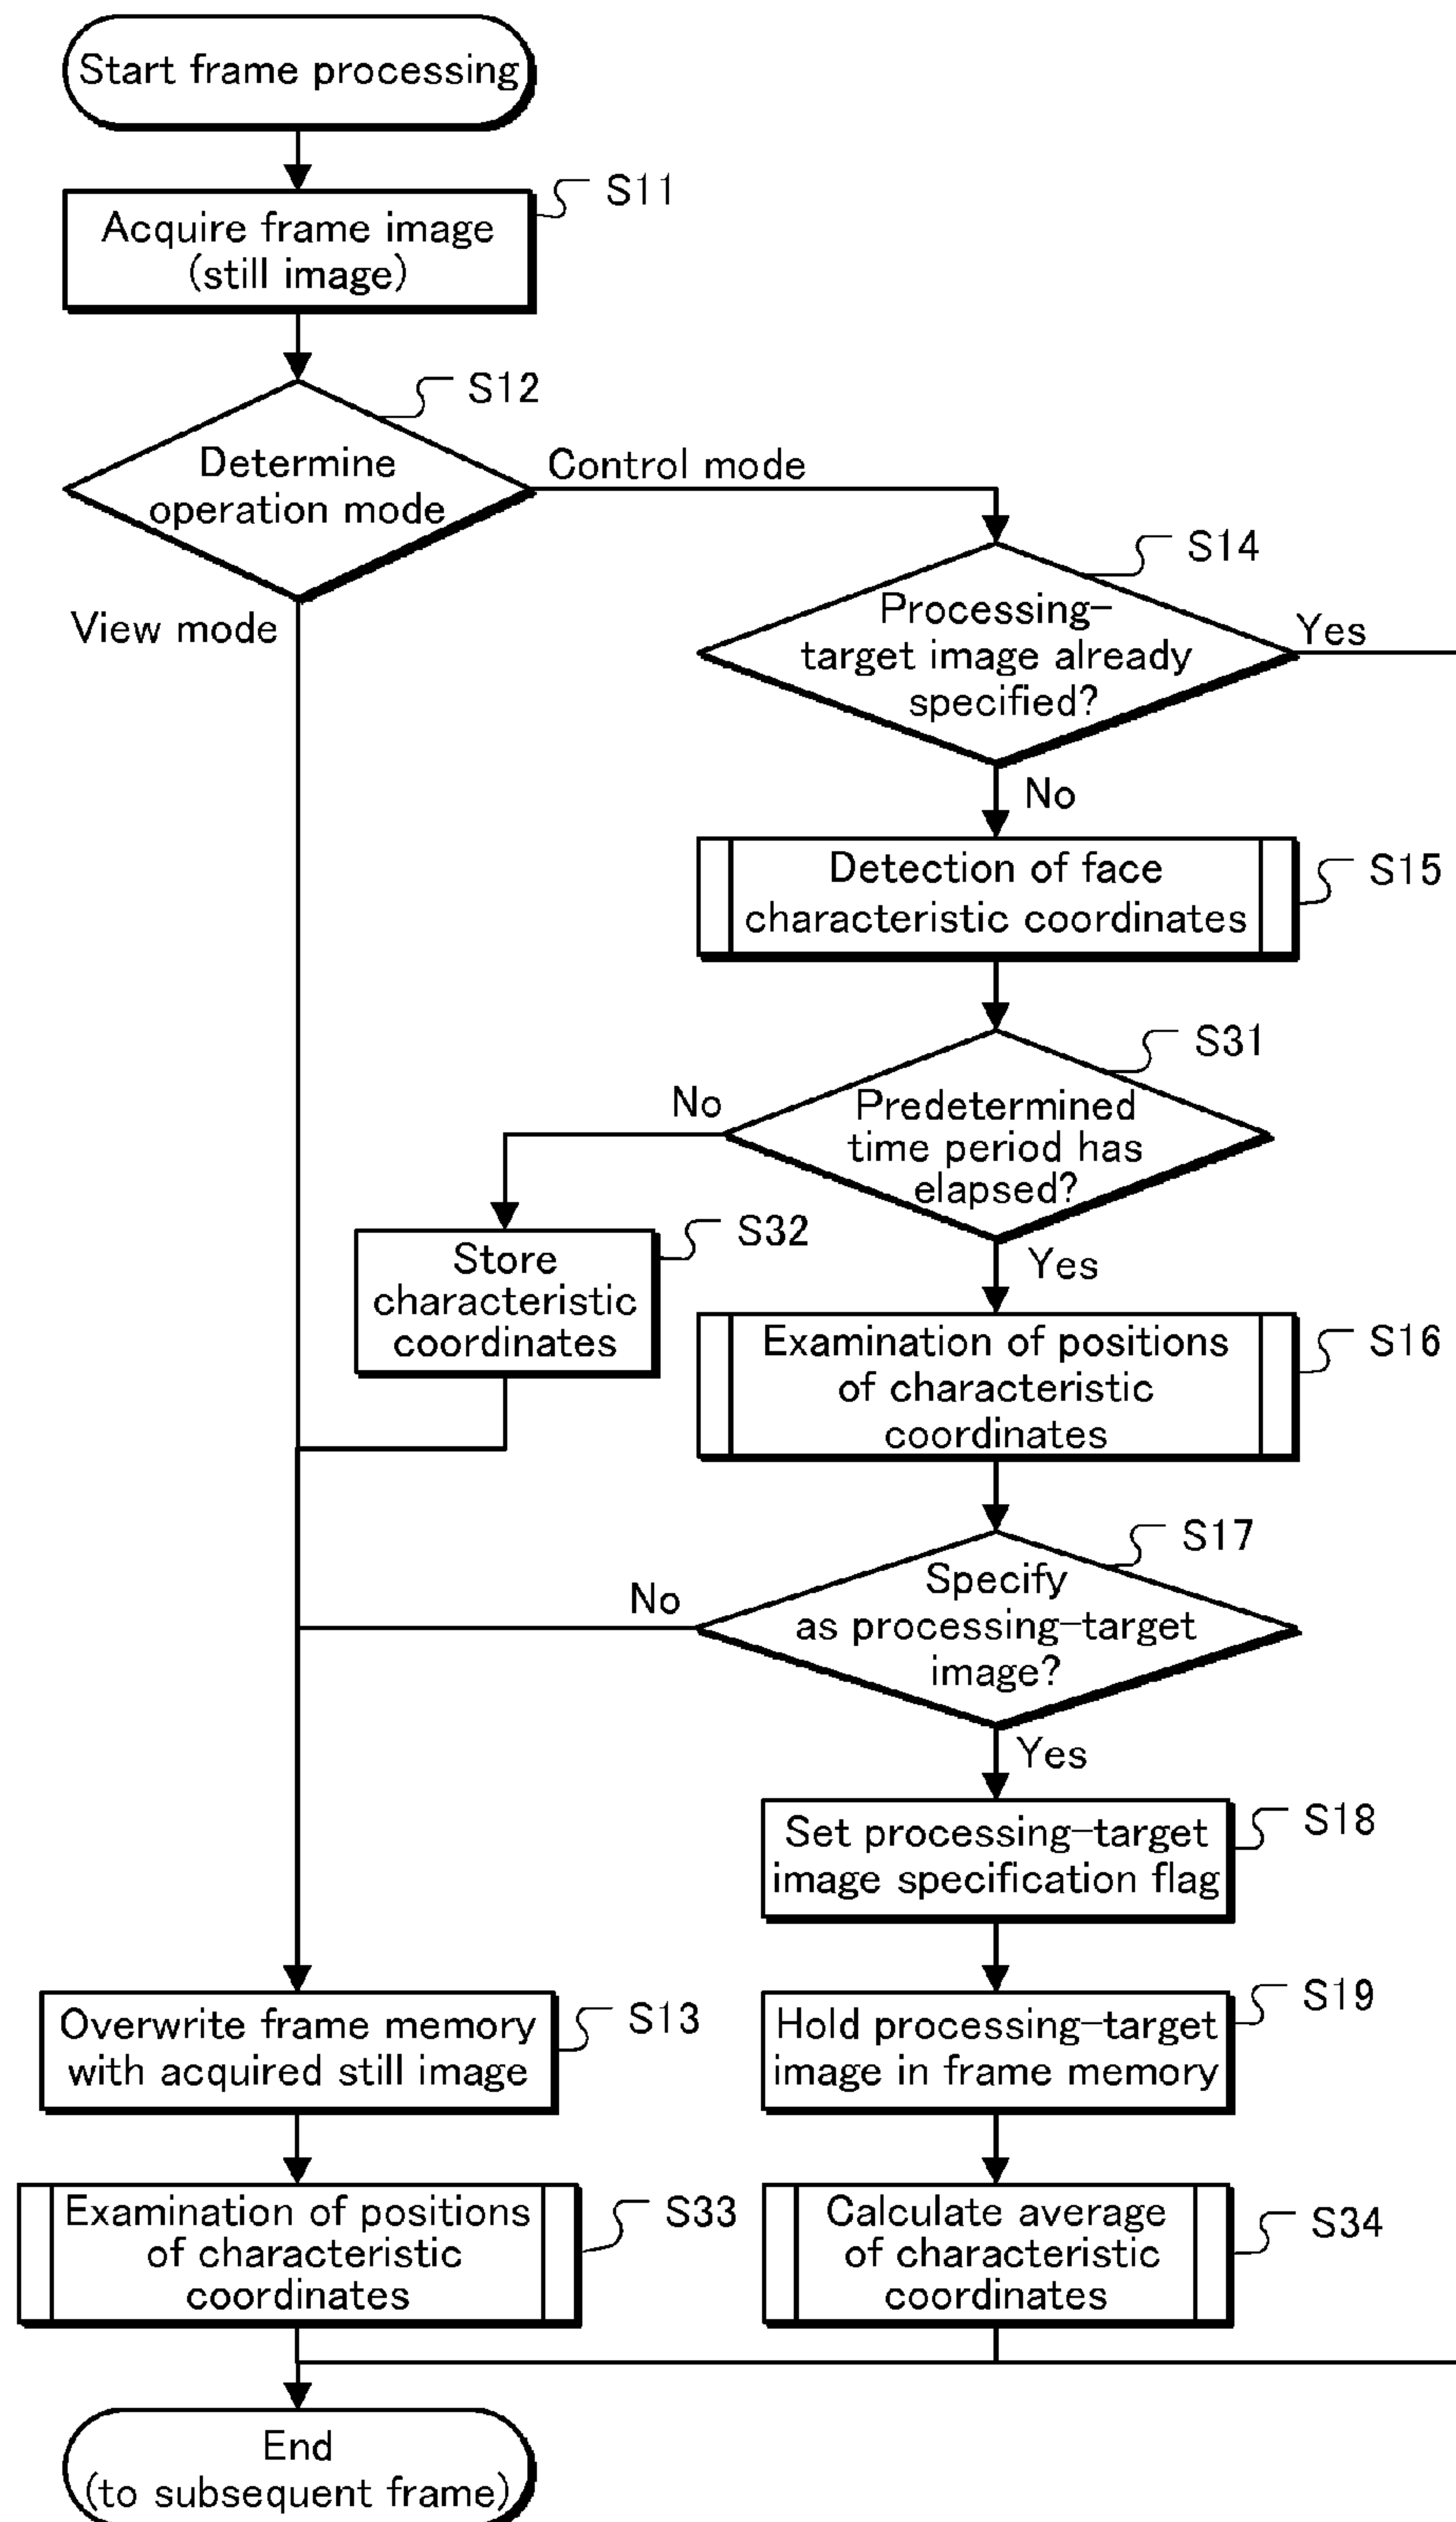 Start frame processing
S11
Acquire frame image
(still image)
S12
Determine
operation mode
Control mode
View mode
S14
Processing-
target image already
specified?
Yes
No
S15
Detection of face
characteristic coordinates
S31
Predetermined
time period has
elapsed?
No
S32
Store
characteristic
coordinates
Yes
S16
Examination of positions
of characteristic
coordinates
S17
Specify
as processing-target
image?
No
Yes
S18
Set processing-target
image specification flag
S13
Overwrite frame memory
with acquired still image
S19
Hold processing-target
image in frame memory
S33
Examination of positions
of characteristic
coordinates
S34
Calculate average
of characteristic
coordinates
End
(to subsequent frame)